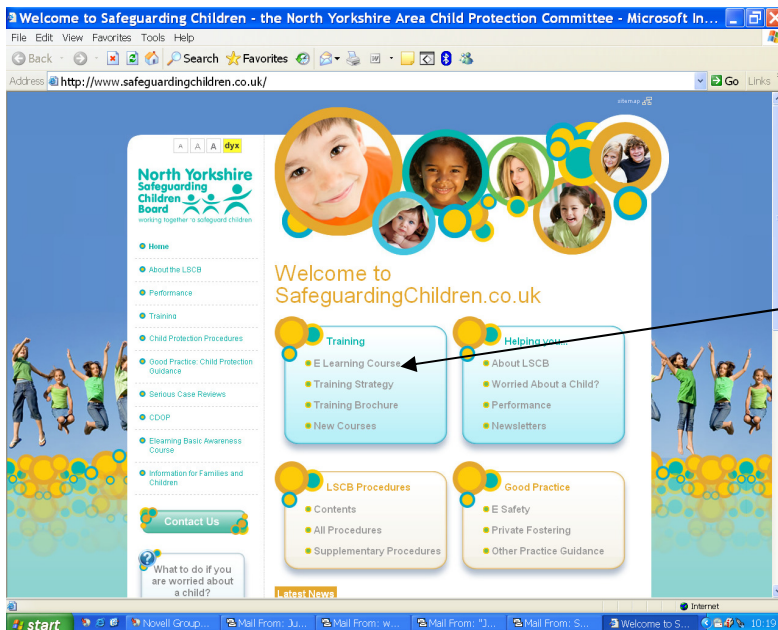 Welcome to Safeguarding Children - the North Yorkshire Area Child Protection Committee - Microsoft In...
File Edit View Favorites Tools Help
Back Search Favorites
Address http://www.safeguardingchildren.co.uk/ Go Links
sitemap
A A A dyx
North Yorkshire
Safeguarding
Children
Board
working together to safeguard children
Home
About the LSCB
Performance
Training
Child Protection Procedures
Good Practice: Child Protection
Guidance
Serious Case Reviews
CDOP
Elearning Basic Awareness
Course
Information for Families and
Children
Contact Us
What to do if you
are worried about
a child?
Welcome to
SafeguardingChildren.co.uk
Training
E Learning Course
Training Strategy
Training Brochure
New Courses
Helping you...
About LSCB
Worried About a Child?
Performance
Newsletters
LSCB Procedures
Contents
All Procedures
Supplementary Procedures
Good Practice
E Safety
Private Fostering
Other Practice Guidance
Latest News
Internet
start Novell Group... Mail From: Ju... Mail From: w... Mail From: "J... Mail From: S... Welcome to S... 10:19